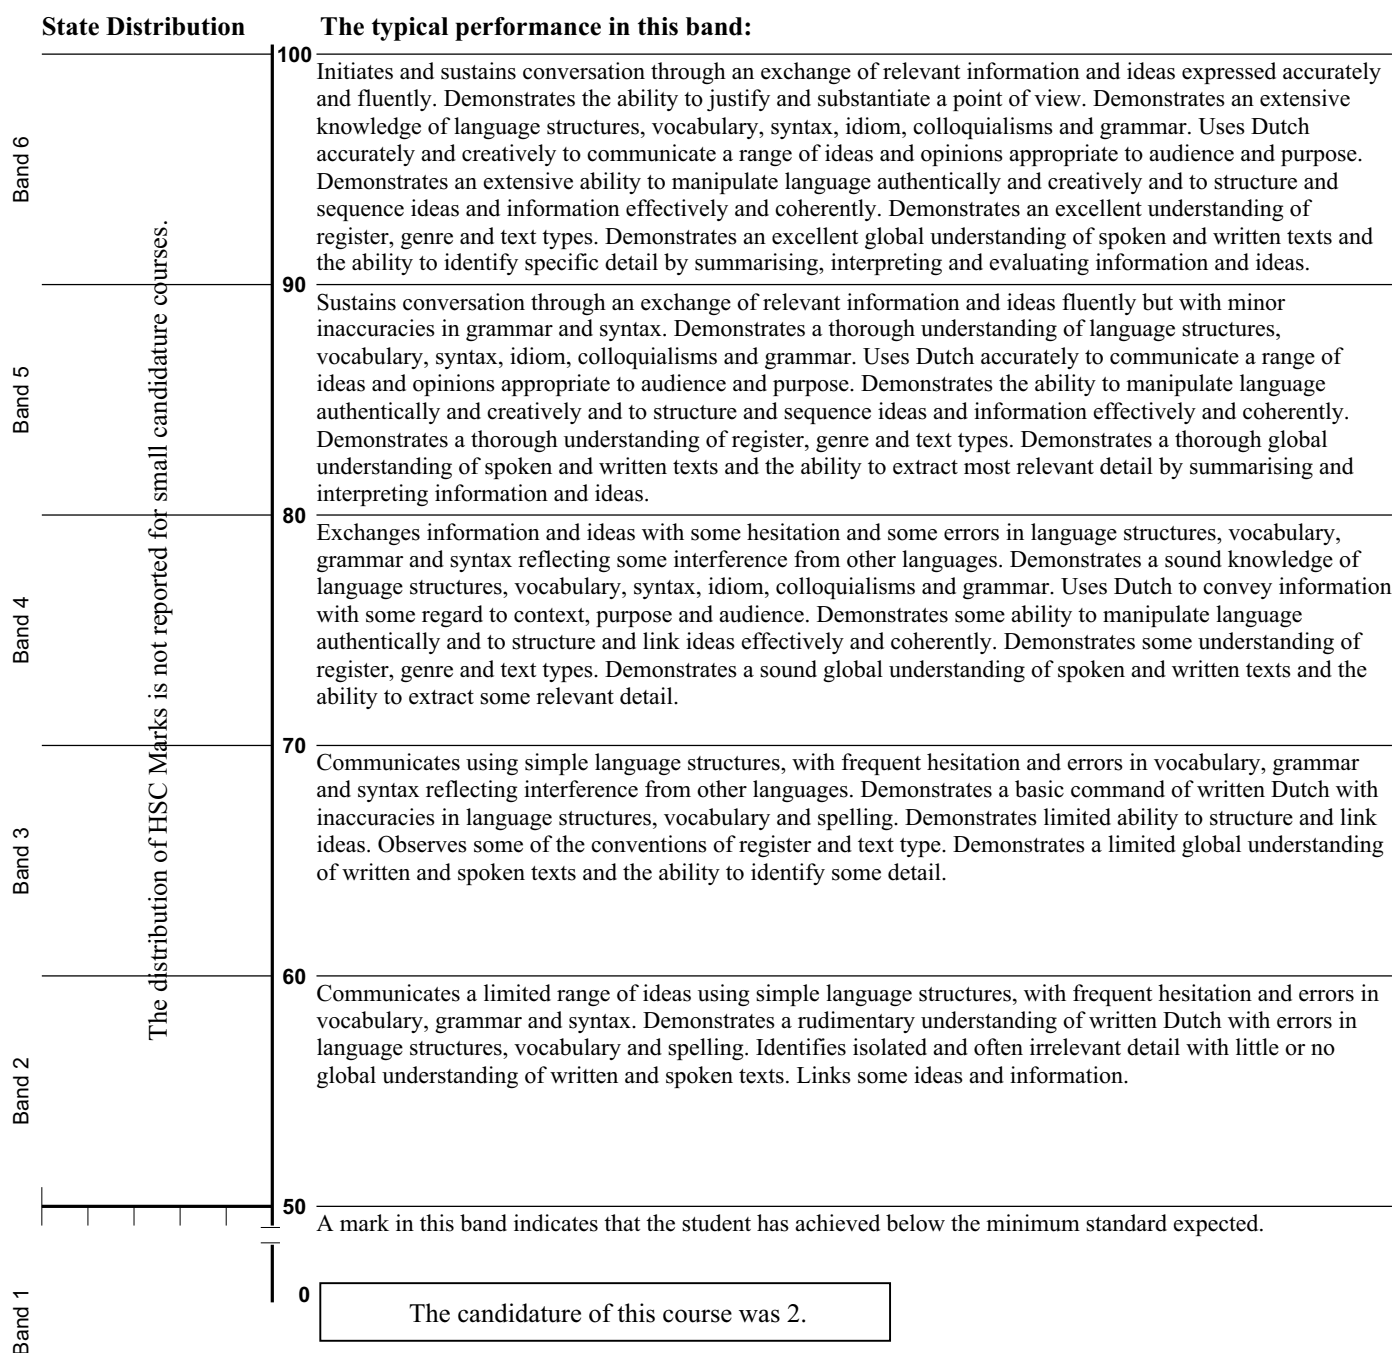 State Distribution
The typical performance in this band:
100
Initiates and sustains conversation through an exchange of relevant information and ideas expressed accurately
and fluently. Demonstrates the ability to justify and substantiate a point of view. Demonstrates an extensive
knowledge of language structures, vocabulary, syntax, idiom, colloquialisms and grammar. Uses Dutch
accurately and creatively to communicate a range of ideas and opinions appropriate to audience and purpose.
Demonstrates an extensive ability to manipulate language authentically and creatively and to structure and
sequence ideas and information effectively and coherently. Demonstrates an excellent understanding of
register, genre and text types. Demonstrates an excellent global understanding of spoken and written texts and
the ability to identify specific detail by summarising, interpreting and evaluating information and ideas.
Band 6
90
Sustains conversation through an exchange of relevant information and ideas fluently but with minor
inaccuracies in grammar and syntax. Demonstrates a thorough understanding of language structures,
vocabulary, syntax, idiom, colloquialisms and grammar. Uses Dutch accurately to communicate a range of
ideas and opinions appropriate to audience and purpose. Demonstrates the ability to manipulate language
authentically and creatively and to structure and sequence ideas and information effectively and coherently.
Demonstrates a thorough understanding of register, genre and text types. Demonstrates a thorough global
understanding of spoken and written texts and the ability to extract most relevant detail by summarising and
interpreting information and ideas.
Band 5
80
Exchanges information and ideas with some hesitation and some errors in language structures, vocabulary,
grammar and syntax reflecting some interference from other languages. Demonstrates a sound knowledge of
language structures, vocabulary, syntax, idiom, colloquialisms and grammar. Uses Dutch to convey information
with some regard to context, purpose and audience. Demonstrates some ability to manipulate language
authentically and to structure and link ideas effectively and coherently. Demonstrates some understanding of
register, genre and text types. Demonstrates a sound global understanding of spoken and written texts and the
ability to extract some relevant detail.
Band 4
The distribution of HSC Marks is not reported for small candidature courses.
70
Communicates using simple language structures, with frequent hesitation and errors in vocabulary, grammar
and syntax reflecting interference from other languages. Demonstrates a basic command of written Dutch with
inaccuracies in language structures, vocabulary and spelling. Demonstrates limited ability to structure and link
ideas. Observes some of the conventions of register and text type. Demonstrates a limited global understanding
of written and spoken texts and the ability to identify some detail.
Band 3
60
Communicates a limited range of ideas using simple language structures, with frequent hesitation and errors in
vocabulary, grammar and syntax. Demonstrates a rudimentary understanding of written Dutch with errors in
language structures, vocabulary and spelling. Identifies isolated and often irrelevant detail with little or no
global understanding of written and spoken texts. Links some ideas and information.
Band 2
50
A mark in this band indicates that the student has achieved below the minimum standard expected.
0
Band 1
The candidature of this course was 2.